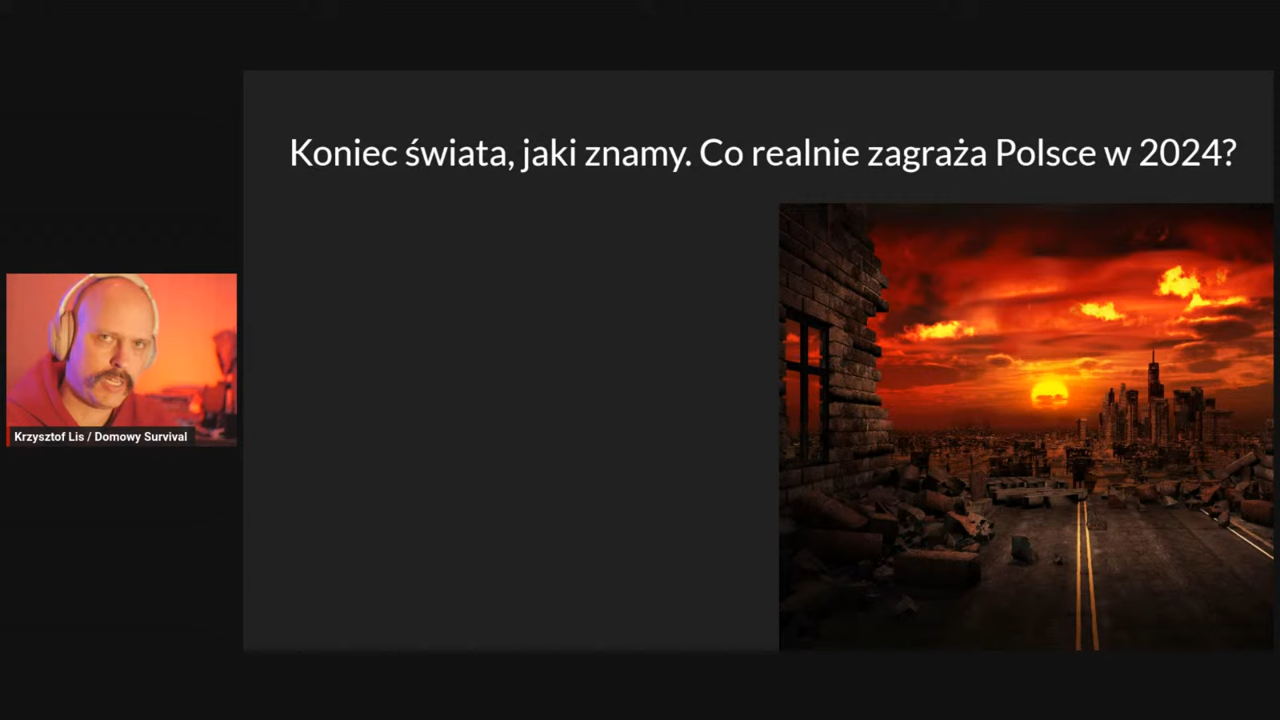 Koniec świata, jaki znamy. Co realnie zagraża Polsce w 2024?
Krzysztof Lis / Domowy Survival